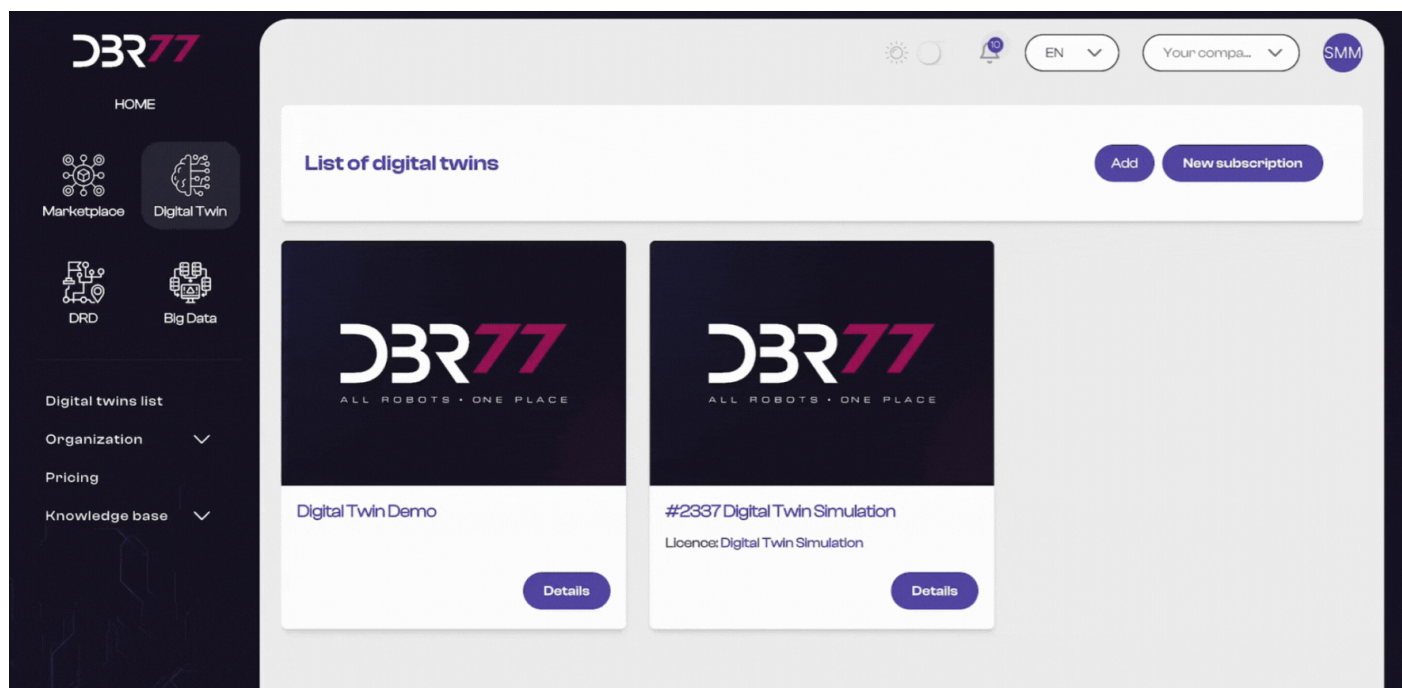 DBR77
HOME
Marketplace
Digital Twin
DRD
Big Data
Digital twins list
Organization
Pricing
Knowledge base
10
EN
Your compa...
SMM
List of digital twins
Add
New subscription
DBR77
ALL ROBOTS • ONE PLACE
Digital Twin Demo
Details
DBR77
ALL ROBOTS • ONE PLACE
#2337 Digital Twin Simulation
Licence: Digital Twin Simulation
Details